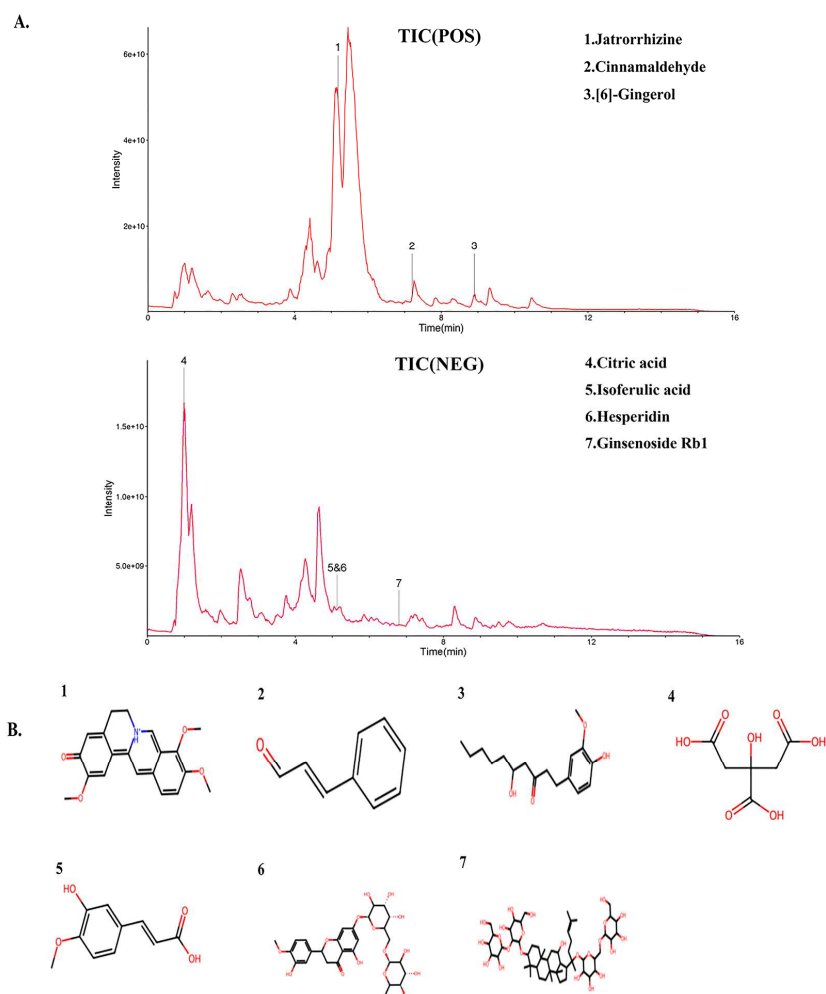 A.
TIC(POS)
1.Jatrorrhizine
2.Cinnamaldehyde
3.[6]-Gingerol
Intensity
6e+10
4e+10
2e+10
1
2
3
0
4
8
12
16
Time(min)
TIC(NEG)
4.Citric acid
5.Isoferulic acid
6.Hesperidin
7.Ginsenoside Rb1
Intensity
1.5e+10
1.0e+10
5.0e+09
4
5&6
7
0
4
8
12
16
Time(min)
B.
1
O
N+
H
O
O
O
2
O
3
O
OH
OH
O
4
O
OH
O
HO
OH
O
OH
5
HO
O
O
OH
6
7